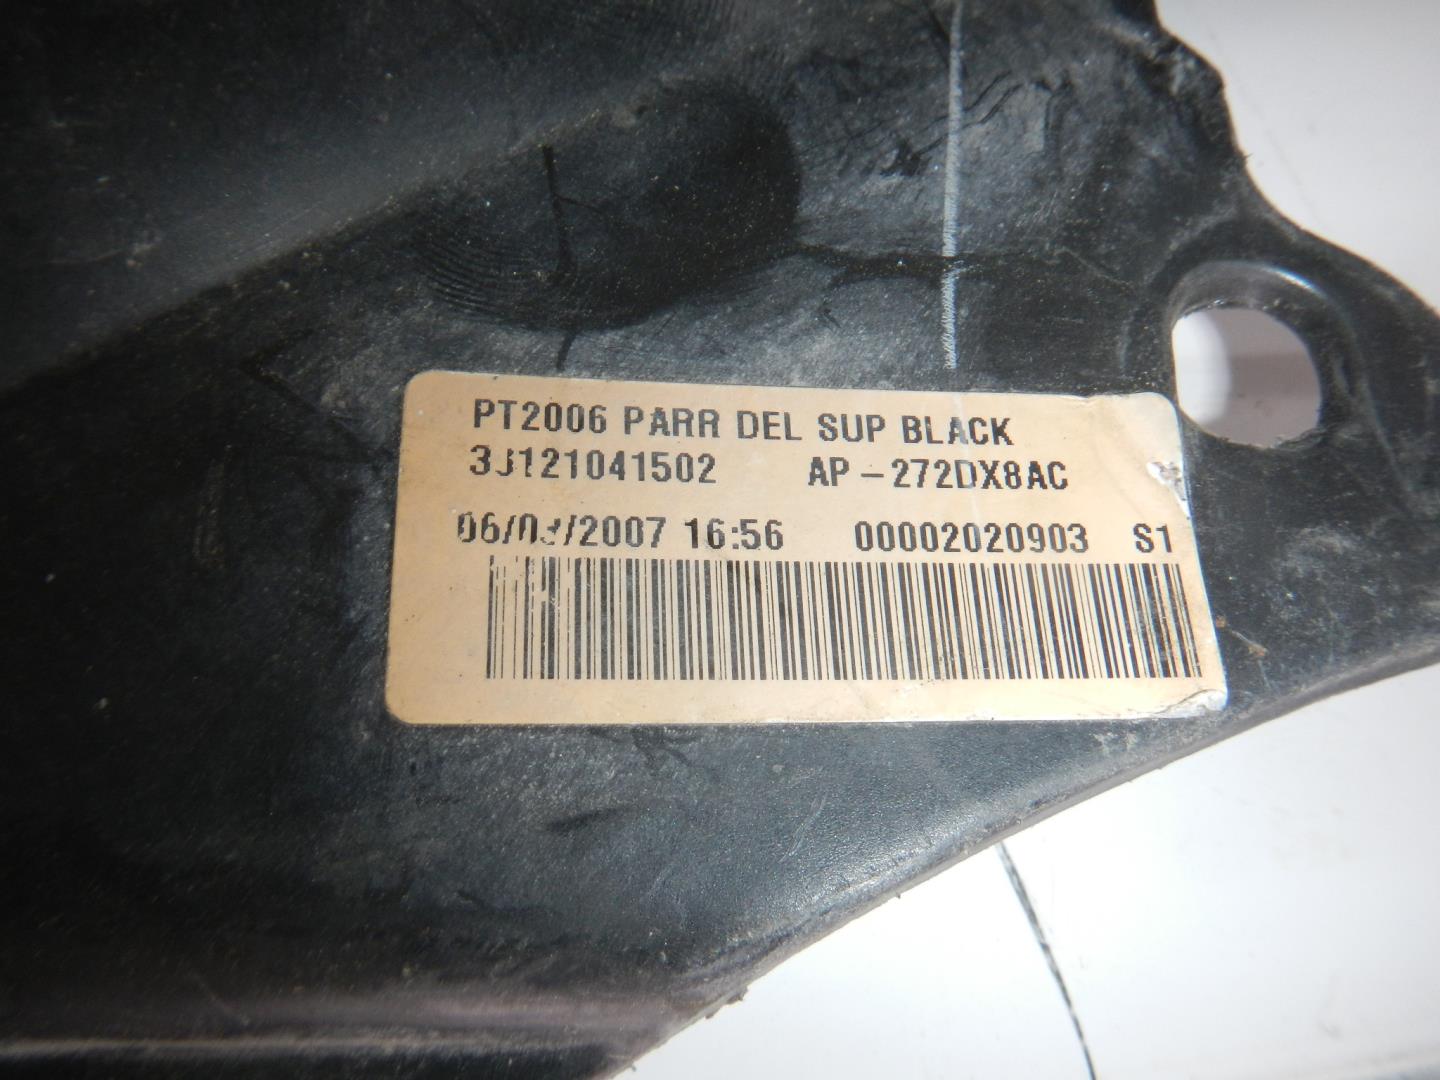 PT2006 PARR DEL SUP BLACK
3J121041502 AP-272DX8AC
16:56 00002020903 S1